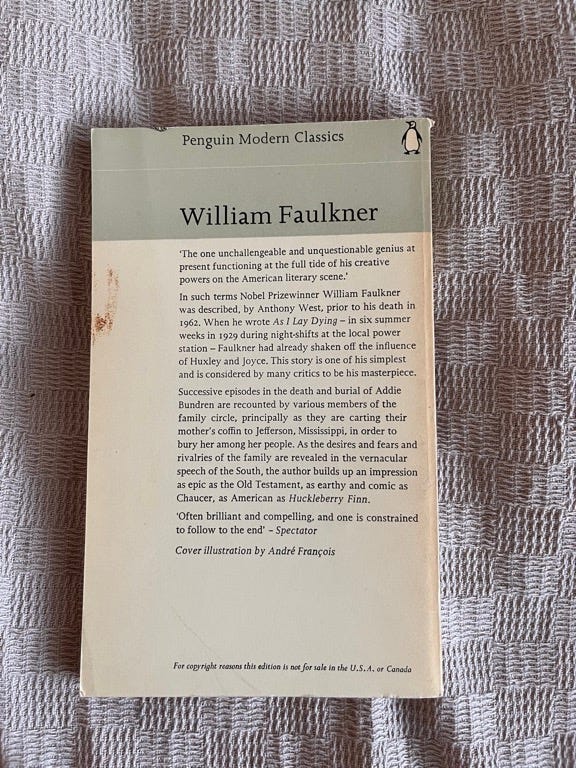 Penguin Modern Classics
William Faulkner
'The one unchallengeable and unquestionable genius at
present functioning at the full tide of his creative
powers on the American literary scene.'
In such terms Nobel Prizewinner William Faulkner
was described, by Anthony West, prior to his death in
1962. When he wrote As I Lay Dying – in six summer
weeks in 1929 during night-shifts at the local power
station – Faulkner had already shaken off the influence
of Huxley and Joyce. This story is one of his simplest
and is considered by many critics to be his masterpiece.
Successive episodes in the death and burial of Addie
Bundren are recounted by various members of the
family circle, principally as they are carting their
mother's coffin to Jefferson, Mississippi, in order to
bury her among her people. As the desires and fears and
rivalries of the family are revealed in the vernacular
speech of the South, the author builds up an impression
as epic as the Old Testament, as earthy and comic as
Chaucer, as American as Huckleberry Finn.
'Often brilliant and compelling, and one is constrained
to follow to the end' – Spectator
Cover illustration by André François
For copyright reasons this edition is not for sale in the U.S.A. or Canada